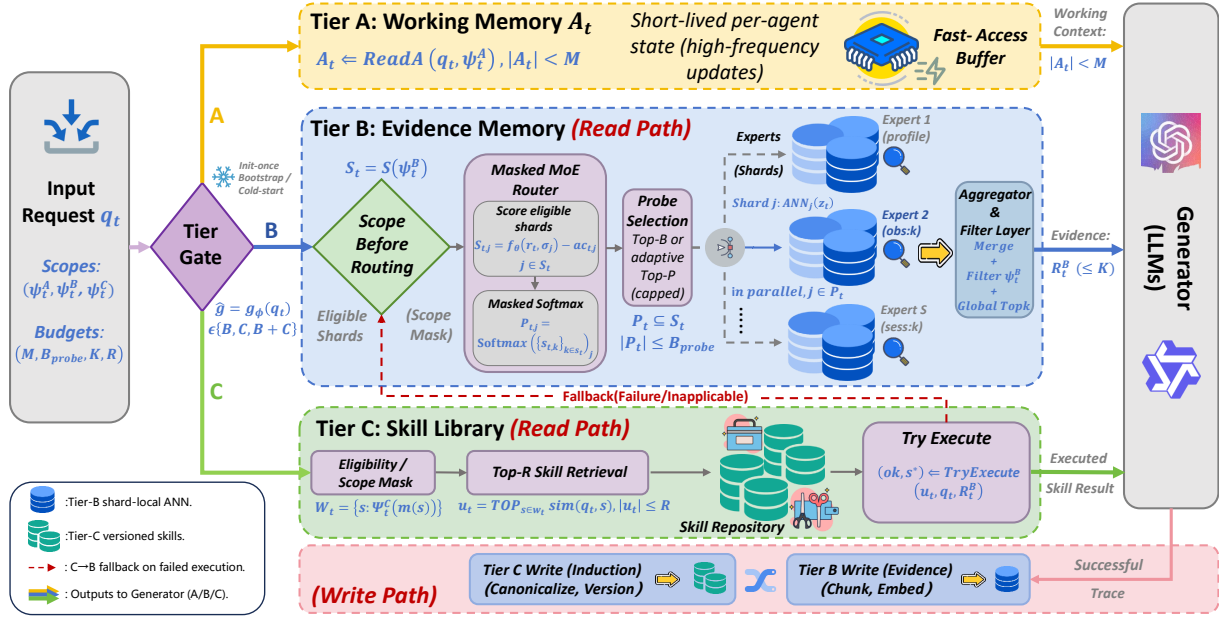 Input
Request q_t
Scopes:
(ψ_t^A, ψ_t^B, ψ_t^C)
Budgets:
(M, B_probe, K, R)
A
Init-once
Bootstrap /
Cold-start
Tier
Gate
B
ĝ = g_ϕ(q_t)
ϵ{B, C, B + C}
C
Tier A: Working Memory A_t
A_t ⇐ ReadA (q_t, ψ_t^A), |A_t| < M
Short-lived per-agent
state (high-frequency
updates)
Fast- Access
Buffer
Working
Context:
|A_t| < M
Tier B: Evidence Memory (Read Path)
S_t = S(ψ_t^B)
Scope
Before
Routing
Eligible
Shards
(Scope
Mask)
Masked MoE
Router
Score eligible
shards
S_{t,j} = f_θ(r_t, σ_j) − ac_{t,j}
j ∈ S_t
Masked Softmax
P_{t,j} =
Softmax ({s_{t,k}}_{k∈s_t})_j
Probe
Selection
Top-B or
adaptive
Top-P
(capped)
P_t ⊆ S_t
|P_t| ≤ B_probe
Experts
(Shards)
Shard j: ANN_j(z_t)
in parallel, j ∈ P_t
Expert 1
(profile)
Expert 2
(obs:k)
Expert S
(sess:k)
Aggregator
&
Filter Layer
Merge
+
Filter ψ_t^B
+
Global Topk
Evidence:
R_t^B (≤ K)
Fallback(Failure/Inapplicable)
Tier C: Skill Library (Read Path)
Eligibility /
Scope Mask
W_t = {s: Ψ_t^C(m(s))}
Top-R Skill Retrieval
u_t = TOP_{s∈w_t} sim(q_t, s), |u_t| ≤ R
Skill Repository
Try Execute
(ok, s*) ⇐ TryExecute
(u_t, q_t, R_t^B)
Executed
Skill Result
Generator
(LLMs)
:Tier-B shard-local ANN.
:Tier-C versioned skills.
: C→B fallback on failed execution.
: Outputs to Generator (A/B/C).
(Write Path)
Tier C Write (Induction)
(Canonicalize, Version)
Tier B Write (Evidence)
(Chunk, Embed)
Successful
Trace